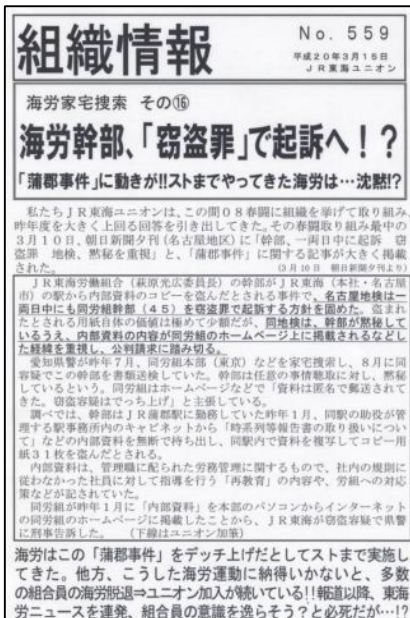 組織情報
No. 559
平成20年3月15日
JR東海ユニオン
海労家宅捜索 その⑯
海労幹部、「窃盗罪」で起訴へ！？
「蒲郡事件」に動きが!!ストまでやってきた海労は…沈黙!?
私たちJR東海ユニオンは、この間08春闘に組織を挙げて取り組み、
昨年度を大きく上回る回答を引き出してきた。その春闘取り組み最中の
3月10日、朝日新聞夕刊（名古屋地区）に「幹部、一両日中に起訴 窃
盗罪 地検、黙秘を重視」と、「蒲郡事件」に関する記事が大きく掲載
された。
（3月10日 朝日新聞夕刊より）
JR東海労働組合（萩原光広委員長）の幹部がJR東海（本社・名古屋
市）の駅から内部資料のコピーを盗んだとされる事件で、名古屋地検は一
両日中にも同労組幹部（45）を窃盗罪で起訴する方針を固めた。盗まれ
たとされる用紙自体の価値は極めて少額だが、同地検は、幹部が黙秘して
いるうえ、内部資料の内容が同労組のホームページ上に掲載されるなどし
た経緯を重視し、公判請求に踏み切る。
愛知県警が昨年7月、同労組本部（東京）などを家宅捜索し、8月に同
容疑でこの幹部を書類送検していた。幹部は任意の事情聴取に対し、黙秘
しているという。同労組はホームページなどで「資料は匿名で郵送されて
きた。窃盗容疑はでっち上げ」と主張している。
調べでは、幹部はJR蒲郡駅に勤務していた昨年1月、同駅の助役が管
理する駅事務所内のキャビネットから「時系列等報告書の取り扱いについ
て」などの内部資料を無断で持ち出し、同駅内で資料を複写してコピー用
紙31枚を盗んだとされる。
内部資料は、管理職に配られた労務管理に関するもので、社内の規則に
従わなかった社員に対して指導を行う「再教育」の内容や、労組への対応
策などが記されていた。
同労組が昨年1月に「内部資料」を本部のパソコンからインターネット
の同労組のホームページに掲載したことから、JR東海が窃盗容疑で県警
に刑事告訴した。 （下線はユニオン加筆）
海労はこの「蒲郡事件」をデッチ上げだとしてストまで実施し
てきた。他方、こうした海労運動に納得いかないと、多数
の組合員の海労脱退⇒ユニオン加入が続いている!!報道以降、東海
労ニュースを連発、組合員の意識を逸らそう？と必死だが…!?